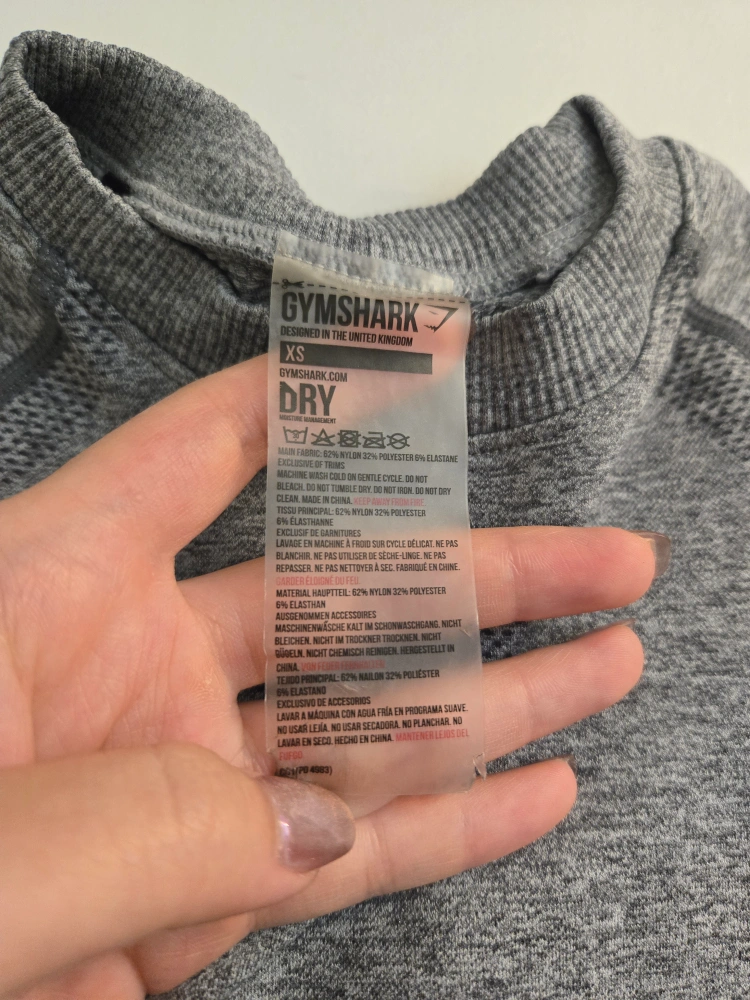 GYMSHARK
DESIGNED IN THE UNITED KINGDOM
XS
GYMSHARK.COM
DRY
MOISTURE MANAGEMENT
MAIN FABRIC: 62% NYLON 32% POLYESTER 6% ELASTANE
EXCLUSIVE OF TRIMS
MACHINE WASH COLD ON GENTLE CYCLE. DO NOT
BLEACH. DO NOT TUMBLE DRY. DO NOT IRON. DO NOT DRY
CLEAN. MADE IN CHINA. KEEP AWAY FROM FIRE.
TISSU PRINCIPAL: 62% NYLON 32% POLYESTER
6% ÉLASTHANNE
EXCLUSIF DE GARNITURES
LAVAGE EN MACHINE À FROID SUR CYCLE DÉLICAT. NE PAS
BLANCHIR. NE PAS UTILISER DE SÈCHE-LINGE. NE PAS
REPASSER. NE PAS NETTOYER À SEC. FABRIQUÉ EN CHINE.
GARDER ÉLOIGNÉ DU FEU.
MATERIAL HAUPTTEIL: 62% NYLON 32% POLYESTER
6% ELASTHAN
AUSGENOMMEN ACCESSOIRES
MASCHINENWÄSCHE KALT IM SCHONWASCHGANG. NICHT
BLEICHEN. NICHT IM TROCKNER TROCKNEN. NICHT
BÜGELN. NICHT CHEMISCH REINIGEN. HERGESTELLT IN
CHINA. VON FEUER FERNHALTEN.
TEJIDO PRINCIPAL: 62% NAILON 32% POLIÉSTER
6% ELASTANO
EXCLUSIVO DE ACCESORIOS
LAVAR A MÁQUINA CON AGUA FRÍA EN PROGRAMA SUAVE.
NO USAR LEJÍA. NO USAR SECADORA. NO PLANCHAR. NO
LAVAR EN SECO. HECHO EN CHINA. MANTENER LEJOS DEL
FUEGO.